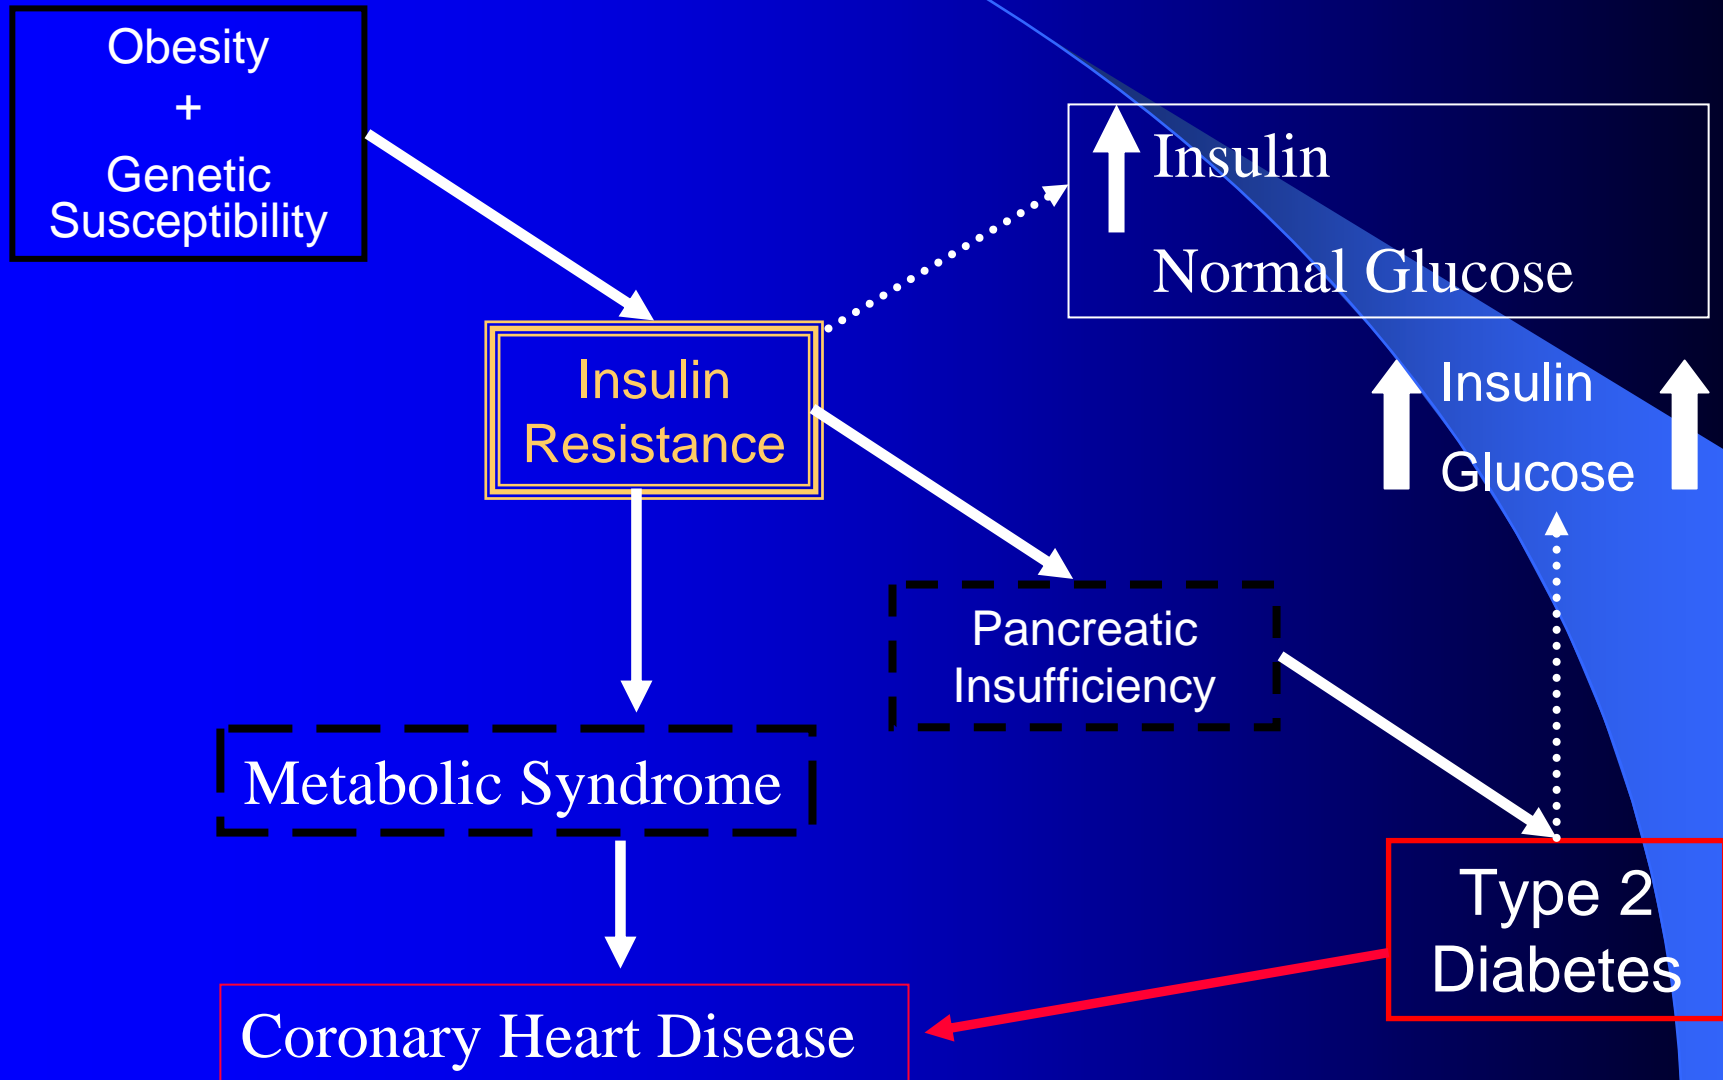 Obesity
+
Genetic
Susceptibility
Insulin
Normal Glucose
Insulin
Resistance
Insulin
Glucose
Pancreatic
Insufficiency
Metabolic Syndrome
Type 2
Diabetes
Coronary Heart Disease